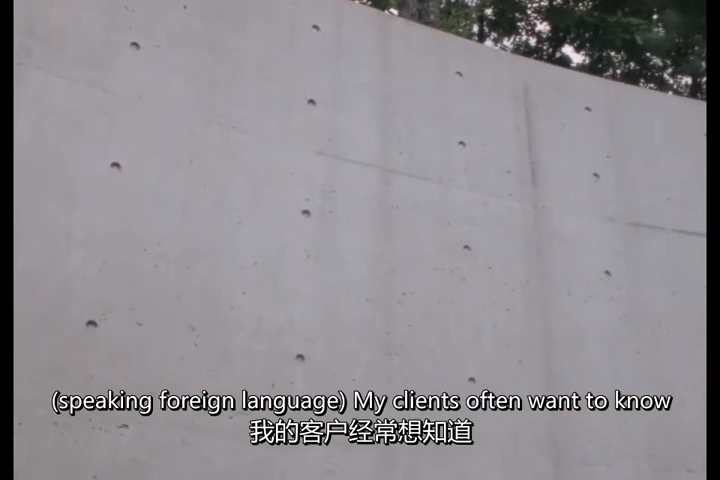 (speaking foreign language) My clients often want to know
我的客户经常想知道